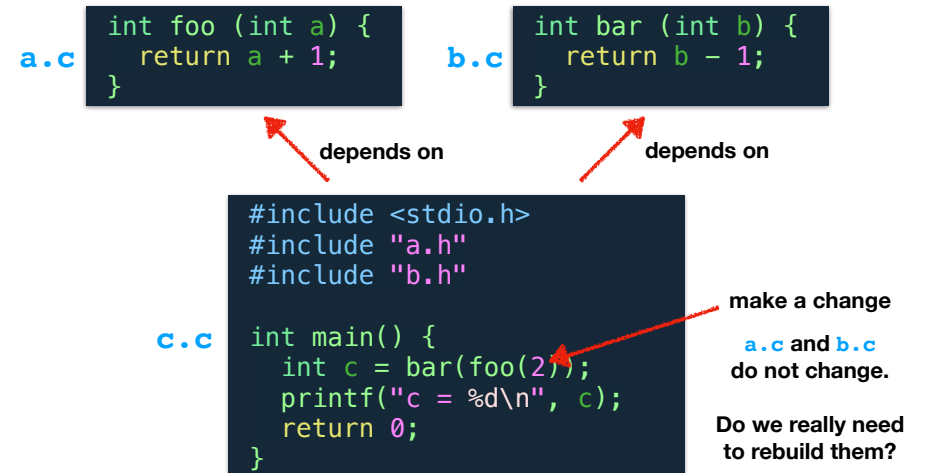 a.c
int foo (int a) {
  return a + 1;
}
b.c
int bar (int b) {
  return b − 1;
}
depends on
depends on
c.c
#include <stdio.h>
#include "a.h"
#include "b.h"

int main() {
  int c = bar(foo(2));
  printf("c = %d\n", c);
  return 0;
}
make a change
a.c and b.c
do not change.
Do we really need
to rebuild them?